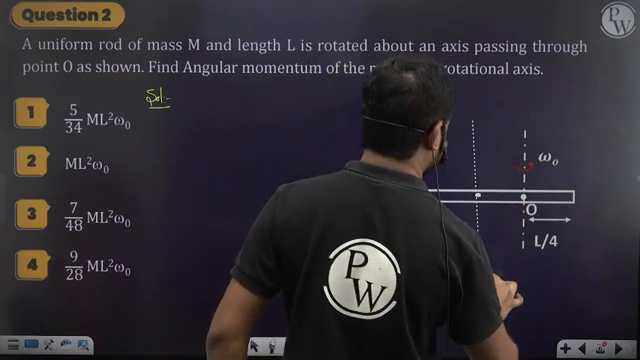 Question 2
PW
A uniform rod of mass M and length L is rotated about an axis passing through
point O as shown. Find Angular momentum of the rotational axis.
Sol:-
1 5/34 ML²ω₀
2 ML²ω₀
3 7/48 ML²ω₀
4 9/28 ML²ω₀
ω₀
O
L/4
PW